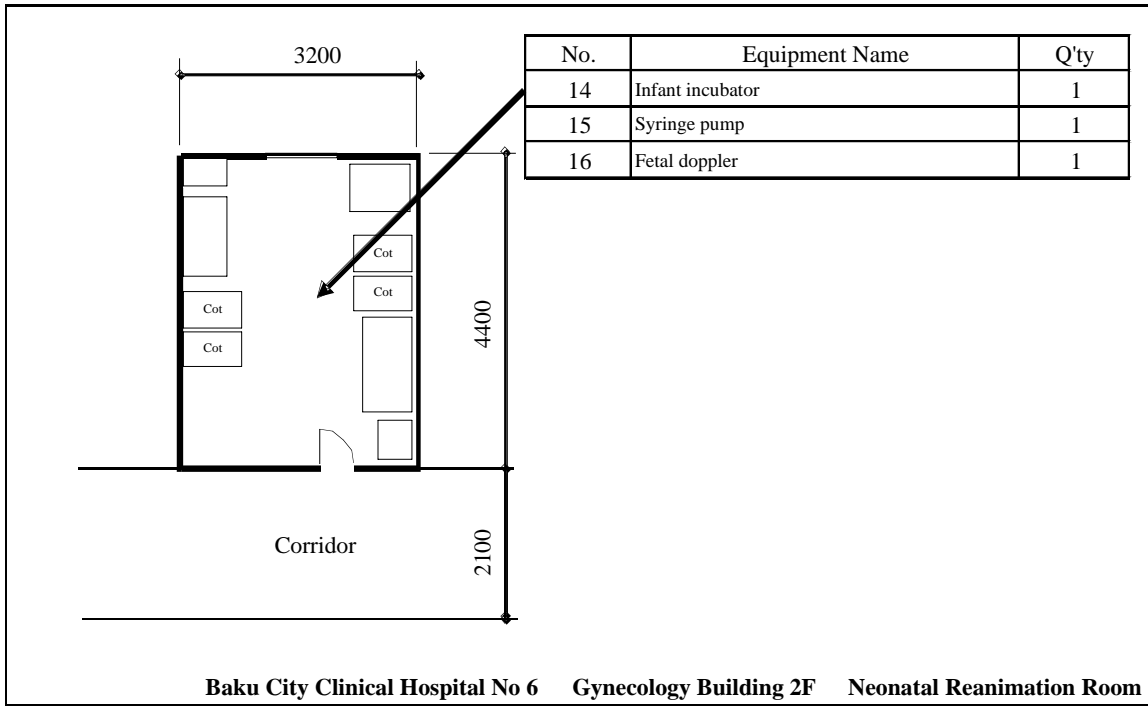 3200
No. Equipment Name Q'ty
14 Infant incubator 1
15 Syringe pump 1
16 Fetal doppler 1
Cot
Cot
Cot
Cot
4400
Corridor
2100
Baku City Clinical Hospital No 6 Gynecology Building 2F Neonatal Reanimation Room